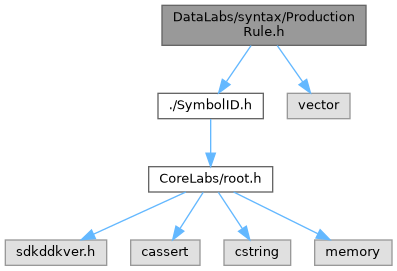 DataLabs/syntax/Production
Rule.h
./SymbolID.h
vector
CoreLabs/root.h
sdkddkver.h
cassert
cstring
memory